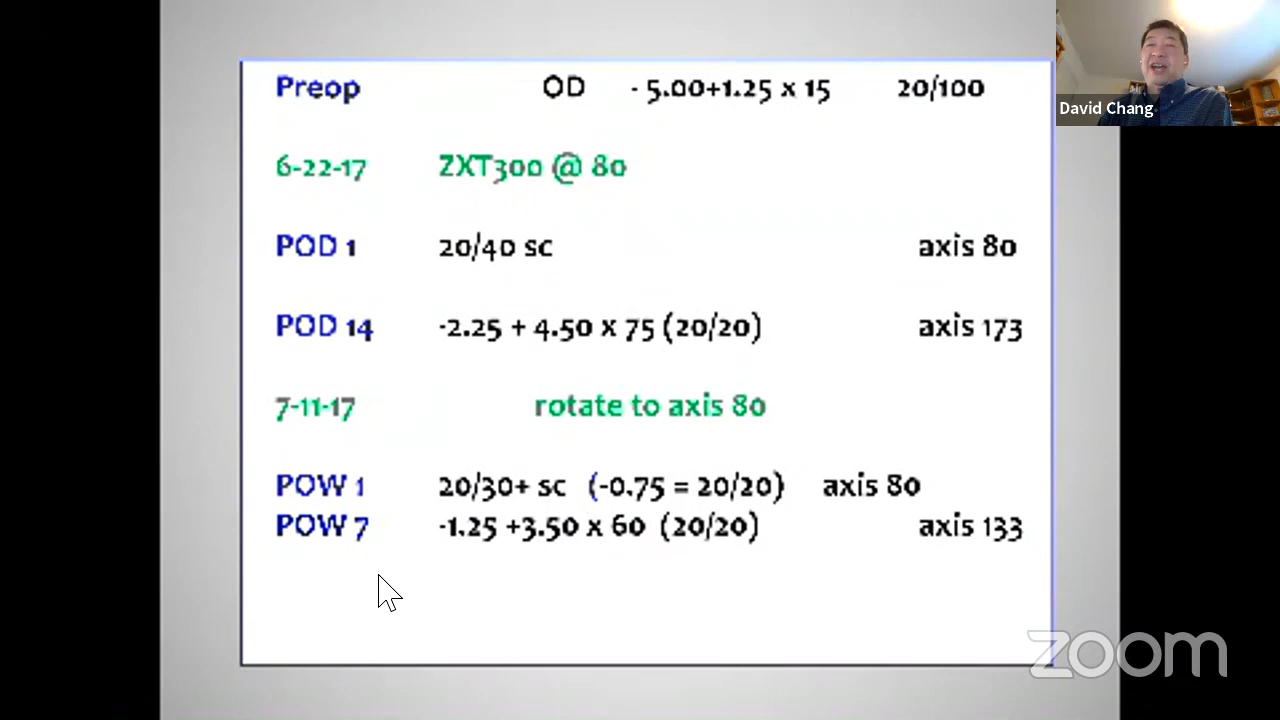 Preop OD - 5.00+1.25 x 15 20/100
David Chang
6-22-17 ZXT300 @ 80
POD 1 20/40 sc axis 80
POD 14 -2.25 + 4.50 x 75 (20/20) axis 173
7-11-17 rotate to axis 80
POW 1 20/30+ sc (-0.75 = 20/20) axis 80
POW 7 -1.25 +3.50 x 60 (20/20) axis 133
zoom